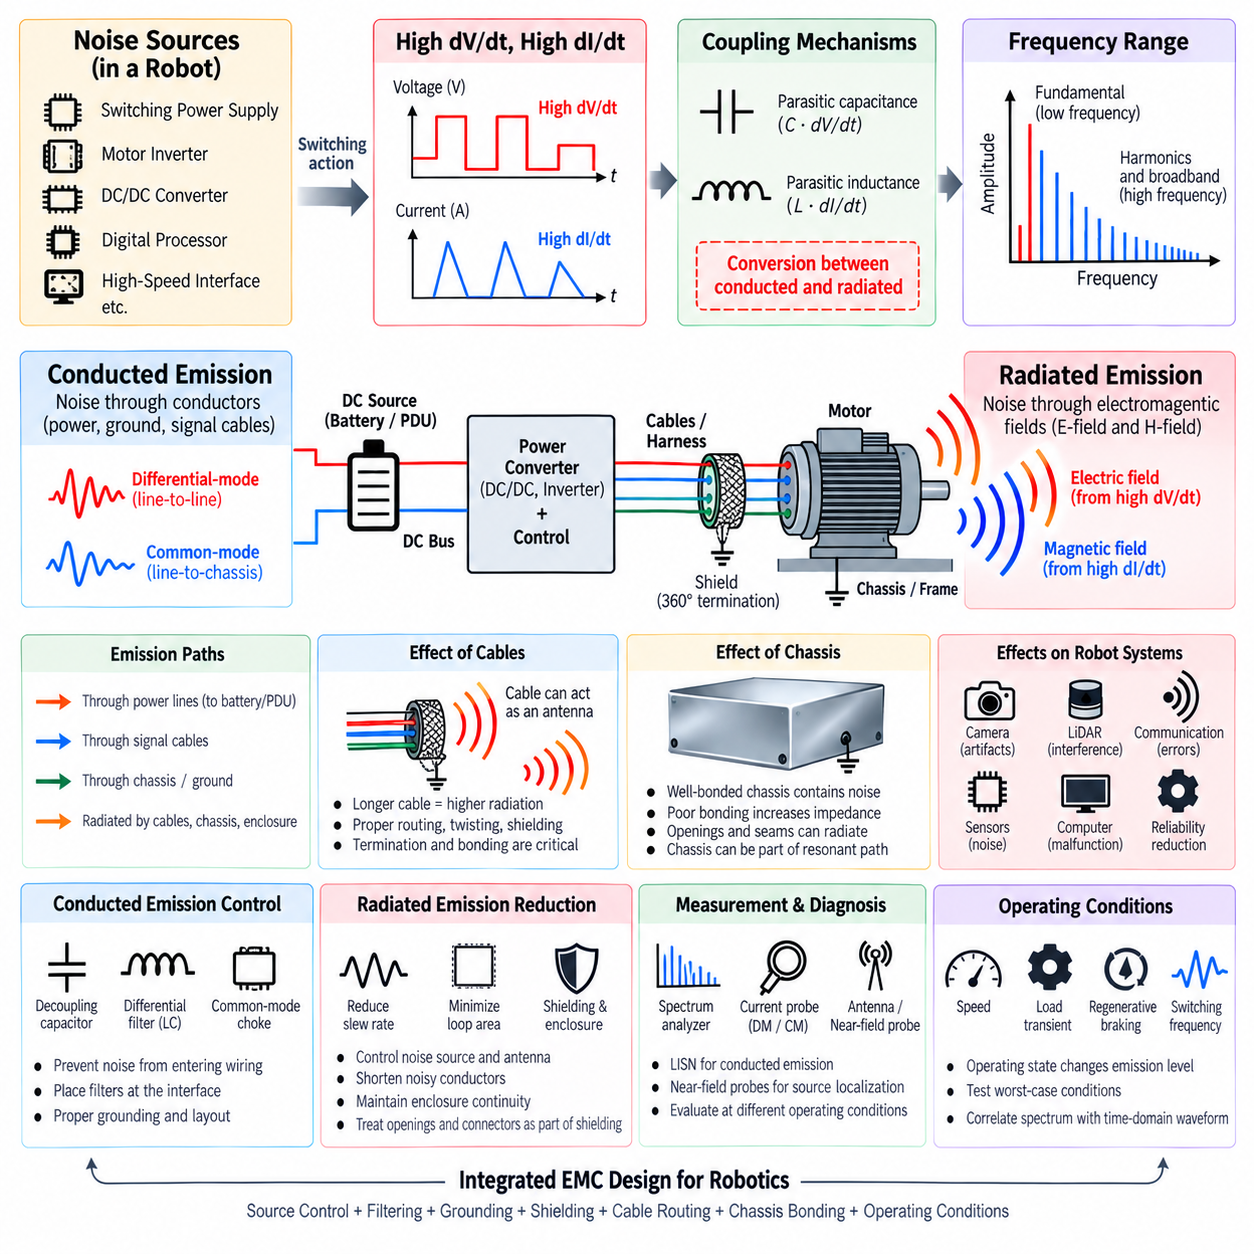 Noise Sources
(in a Robot)
Switching Power Supply
Motor Inverter
DC/DC Converter
Digital Processor
High-Speed Interface
etc.
Switching
action
High dV/dt, High dI/dt
Voltage (V)
High dV/dt
t
Current (A)
High dI/dt
t
Coupling Mechanisms
Parasitic capacitance
(C · dV/dt)
Parasitic inductance
(L · dI/dt)
Conversion between
conducted and radiated
Frequency Range
Amplitude
Fundamental
(low frequency)
Harmonics
and broadband
(high frequency)
Frequency
Conducted Emission
Noise through conductors
(power, ground, signal cables)
Differential-mode
(line-to-line)
Common-mode
(line-to-chassis)
DC Source
(Battery / PDU)
DC Bus
Power
Converter
(DC/DC, Inverter)
+
Control
Cables /
Harness
Shield
(360° termination)
Motor
Chassis / Frame
Radiated Emission
Noise through electromagentic
fields (E-field and H-field)
Electric field
(from high dV/dt)
Magnetic field
(from high dI/dt)
Emission Paths
Through power lines (to battery/PDU)
Through signal cables
Through chassis / ground
Radiated by cables, chassis, enclosure
Effect of Cables
Cable can act
as an antenna
● Longer cable = higher radiation
● Proper routing, twisting, shielding
● Termination and bonding are critical
Effect of Chassis
● Well-bonded chassis contains noise
● Poor bonding increases impedance
● Openings and seams can radiate
● Chassis can be part of resonant path
Effects on Robot Systems
Camera
(artifacts)
LiDAR
(interference)
Communication
(errors)
Sensors
(noise)
Computer
(malfunction)
Reliability
reduction
Conducted Emission Control
Decoupling
capacitor
Differential
filter (LC)
Common-mode
choke
● Prevent noise from entering wiring
● Place filters at the interface
● Proper grounding and layout
Radiated Emission Reduction
Reduce
slew rate
Minimize
loop area
Shielding &
enclosure
● Control noise source and antenna
● Shorten noisy conductors
● Maintain enclosure continuity
● Treat openings and connectors as part of shielding
Measurement & Diagnosis
Spectrum
analyzer
Current probe
(DM / CM)
Antenna /
Near-field probe
● LISN for conducted emission
● Near-field probes for source localization
● Evaluate at different operating conditions
Operating Conditions
Speed
Load
transient
Regenerative
braking
Switching
frequency
● Operating state changes emission level
● Test worst-case conditions
● Correlate spectrum with time-domain waveform
Integrated EMC Design for Robotics
Source Control + Filtering + Grounding + Shielding + Cable Routing + Chassis Bonding + Operating Conditions